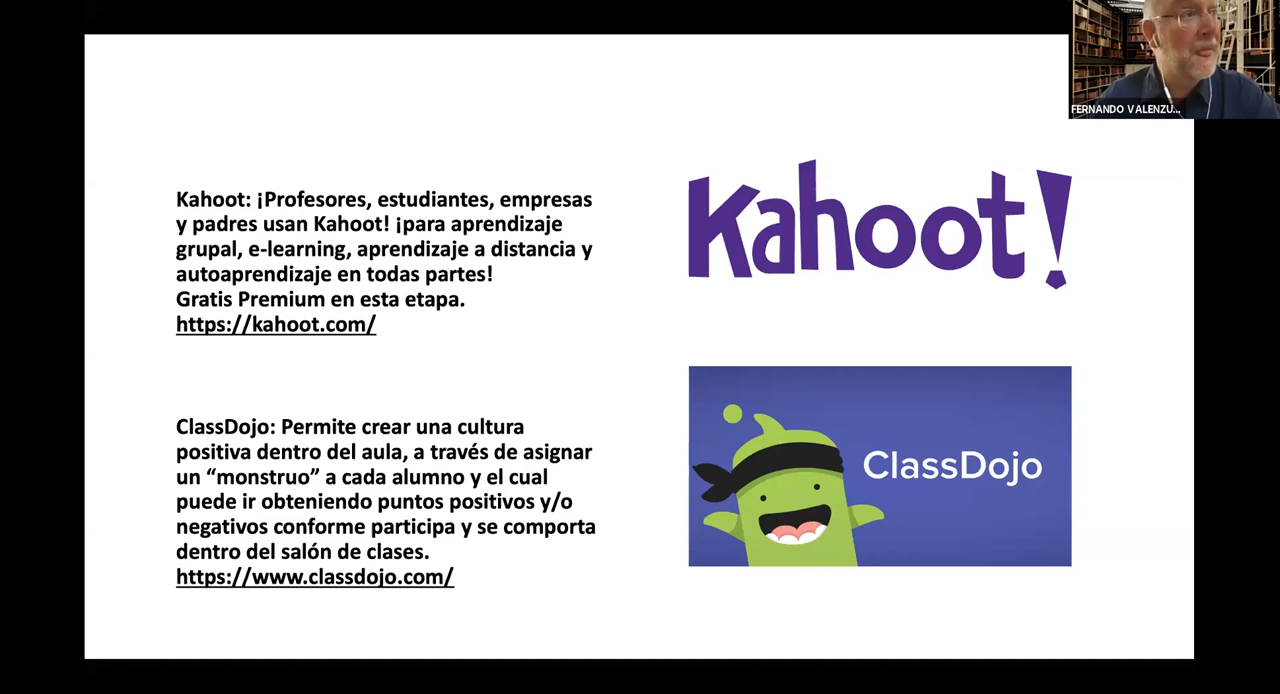 FERNANDO VALENZU...
Kahoot: ¡Profesores, estudiantes, empresas
y padres usan Kahoot! ¡para aprendizaje
grupal, e-learning, aprendizaje a distancia y
autoaprendizaje en todas partes!
Gratis Premium en esta etapa.
https://kahoot.com/
Kahoot!
ClassDojo: Permite crear una cultura
positiva dentro del aula, a través de asignar
un “monstruo” a cada alumno y el cual
puede ir obteniendo puntos positivos y/o
negativos conforme participa y se comporta
dentro del salón de clases.
https://www.classdojo.com/
ClassDojo